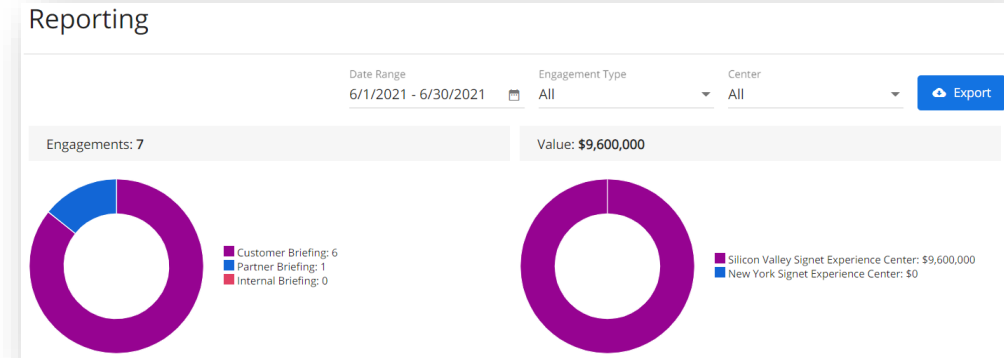 Reporting
Date Range
6/1/2021 - 6/30/2021
Engagement Type
All
Center
All
Export
Engagements: 7
Value: $9,600,000
Customer Briefing: 6
Partner Briefing: 1
Internal Briefing: 0
Silicon Valley Signet Experience Center: $9,600,000
New York Signet Experience Center: $0